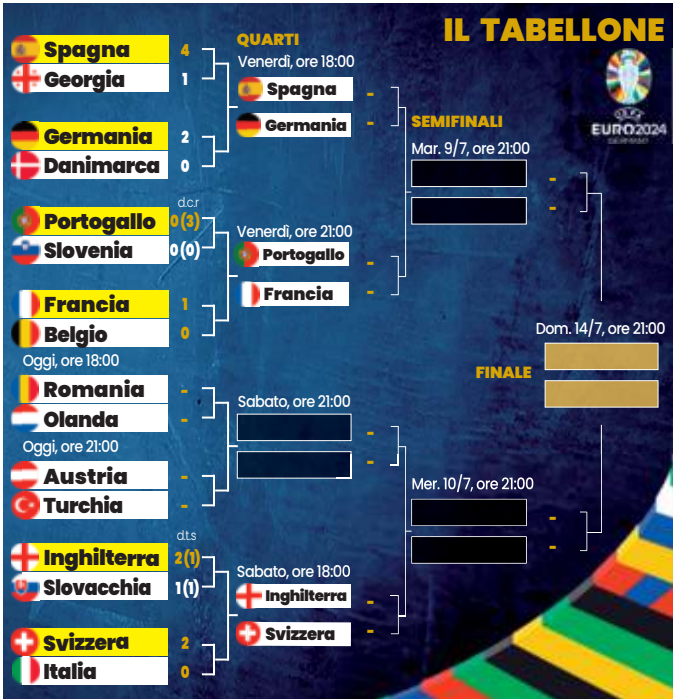 IL TABELLONE
UEFA
EURO2024
GERMANY
Spagna 4
Georgia 1
Germania 2
Danimarca 0
d.c.r
Portogallo 0(3)
Slovenia 0(0)
Francia 1
Belgio 0
Oggi, ore 18:00
Romania -
Olanda -
Oggi, ore 21:00
Austria -
Turchia -
d.t.s
Inghilterra 2(1)
Slovacchia 1(1)
Svizzera 2
Italia 0
QUARTI
Venerdì, ore 18:00
Spagna -
Germania -
Venerdì, ore 21:00
Portogallo -
Francia -
Sabato, ore 21:00
-
-
Sabato, ore 18:00
Inghilterra -
Svizzera -
SEMIFINALI
Mar. 9/7, ore 21:00
-
-
Mer. 10/7, ore 21:00
-
-
Dom. 14/7, ore 21:00
FINALE